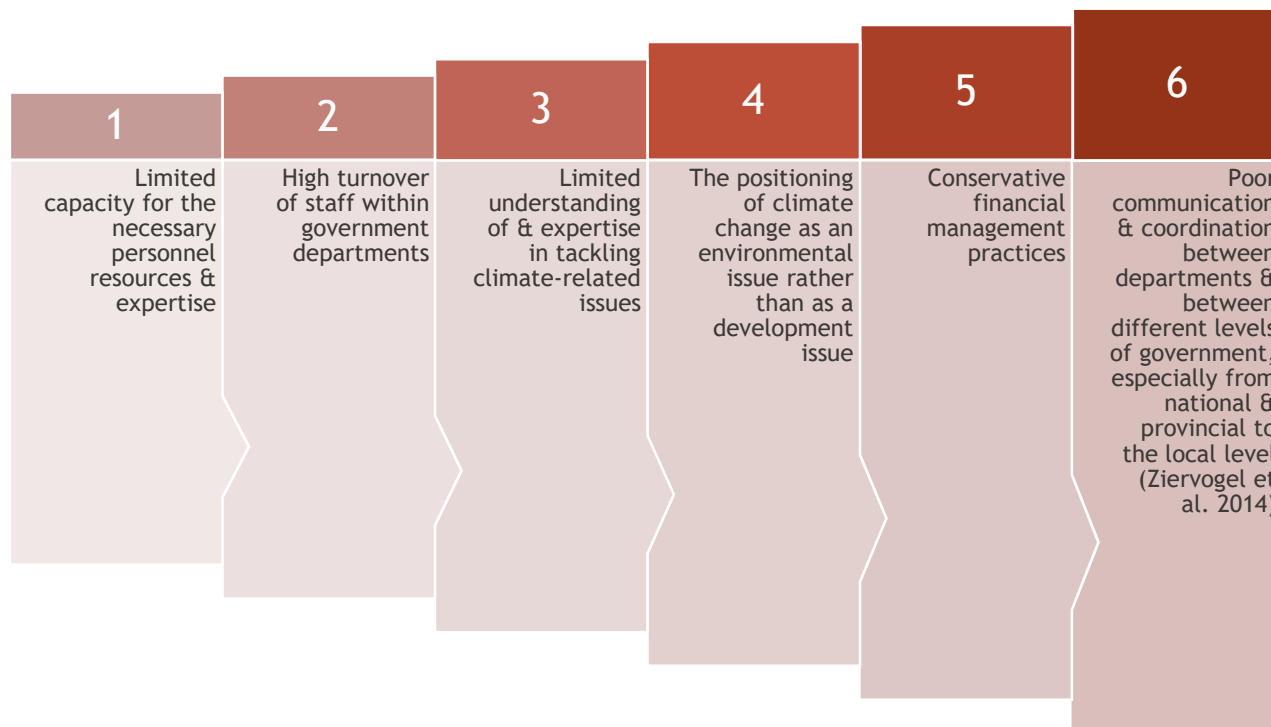 1
Limited
capacity for the
necessary
personnel
resources &
expertise
2
High turnover
of staff within
government
departments
3
Limited
understanding
of & expertise
in tackling
climate-related
issues
4
The positioning
of climate
change as an
environmental
issue rather
than as a
development
issue
5
Conservative
financial
management
practices
6
Poor
communication
& coordination
between
departments &
between
different levels
of government,
especially from
national &
provincial to
the local level
(Ziervogel et
al. 2014)